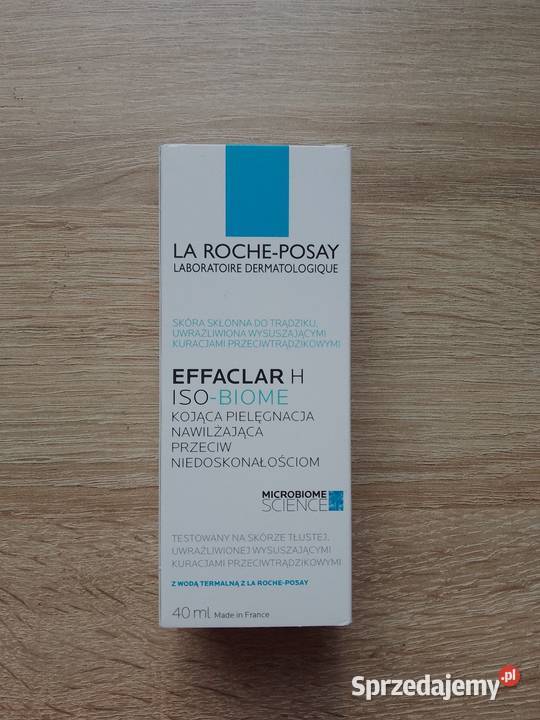 LA ROCHE-POSAY
LABORATOIRE DERMATOLOGIQUE
SKÓRA SKŁONNA DO TRĄDZIKU,
UWRAŻLIWIONA WYSUSZAJĄCYMI
KURACJAMI PRZECIWTRĄDZIKOWYMI
EFFACLAR H
ISO-BIOME
KOJĄCA PIELĘGNACJA
NAWILŻAJĄCA
PRZECIW
NIEDOSKONAŁOŚCIOM
MICROBIOME
SCIENCE
TESTOWANY NA SKÓRZE TŁUSTEJ,
UWRAŻLIWIONEJ WYSUSZAJĄCYMI
KURACJAMI PRZECIWTRĄDZIKOWYMI
Z WODĄ TERMALNĄ Z LA ROCHE-POSAY
40 ml Made in France
Sprzedajemy.pl